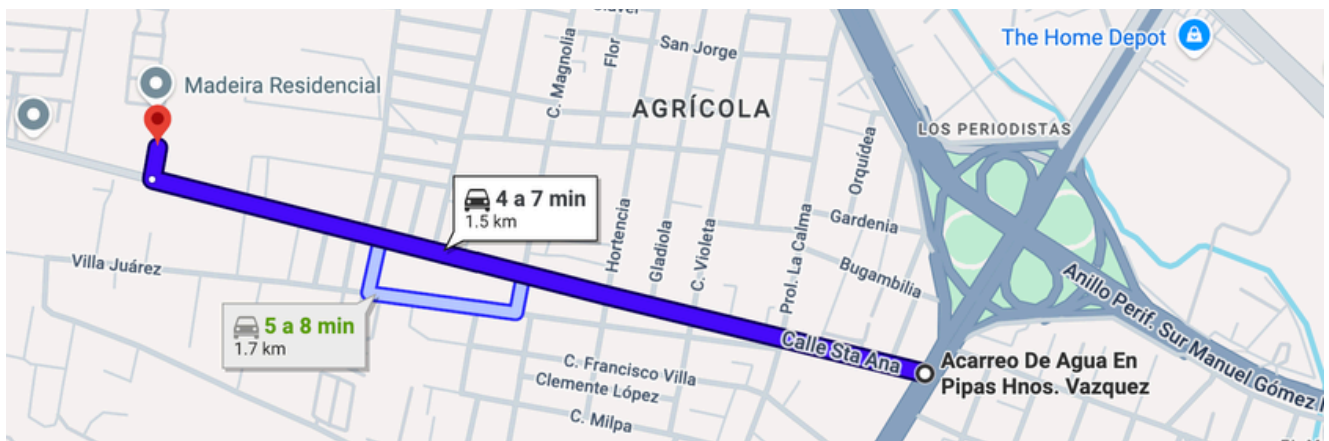 San Jorge
The Home Depot
C. Magnolia
Flor
Madeira Residencial
AGRÍCOLA
LOS PERIODISTAS
Orquídea
4 a 7 min
1.5 km
Gardenia
Hortencia
Gladiola
C. Violeta
Prol. La Calma
Bugambilia
Villa Juárez
5 a 8 min
1.7 km
Anillo Perif. Sur Manuel Gómez
Calle Sta Ana
Acarreo De Agua En
Pipas Hnos. Vazquez
C. Francisco Villa
Clemente López
C. Milpa